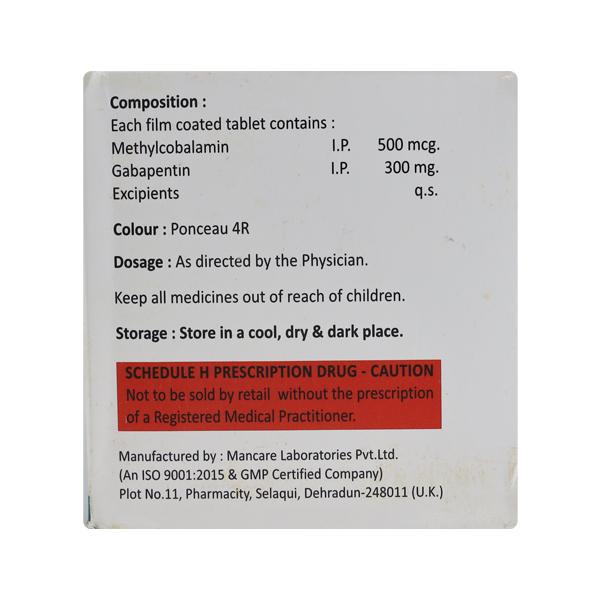 Composition :
Each film coated tablet contains :
Methylcobalamin I.P. 500 mcg.
Gabapentin I.P. 300 mg.
Excipients q.s.
Colour : Ponceau 4R
Dosage : As directed by the Physician.
Keep all medicines out of reach of children.
Storage : Store in a cool, dry & dark place.
SCHEDULE H PRESCRIPTION DRUG - CAUTION
Not to be sold by retail without the prescription
of a Registered Medical Practitioner.
Manufactured by : Mancare Laboratories Pvt.Ltd.
(An ISO 9001:2015 & GMP Certified Company)
Plot No.11, Pharmacity, Selaqui, Dehradun-248011 (U.K.)